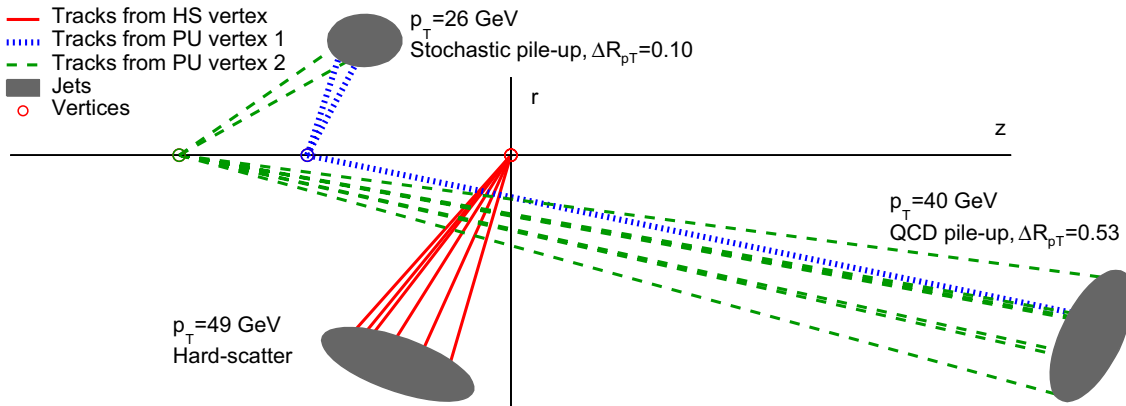 Tracks from HS vertex
Tracks from PU vertex 1
Tracks from PU vertex 2
Jets
Vertices
p_T=26 GeV
Stochastic pile-up, ΔR_pT=0.10
r
z
p_T=40 GeV
QCD pile-up, ΔR_pT=0.53
p_T=49 GeV
Hard-scatter